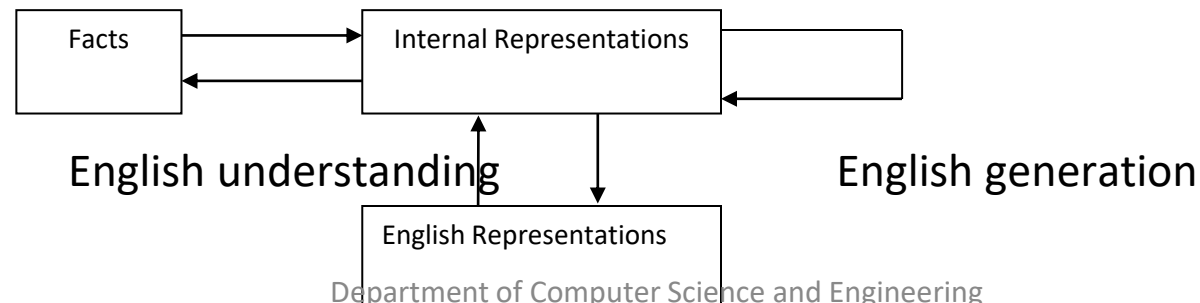 Facts
Internal Representations
English understanding
English generation
English Representations
Department of Computer Science and Engineering